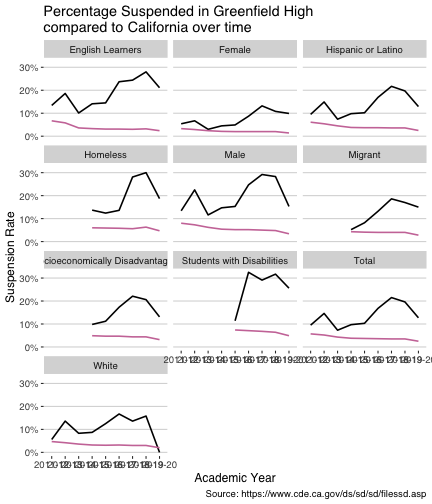 Percentage Suspended in Greenfield High
compared to California over time
English Learners Female Hispanic or Latino
30%
20%
10%
0%
Homeless Male Migrant
30%
20%
10%
0%
cioeconomically Disadvantag Students with Disabilities Total
30%
20%
10%
0%
White
30%
20%
10%
0%
Suspension Rate
Academic Year
Source: https://www.cde.ca.gov/ds/sd/sd/filessd.asp